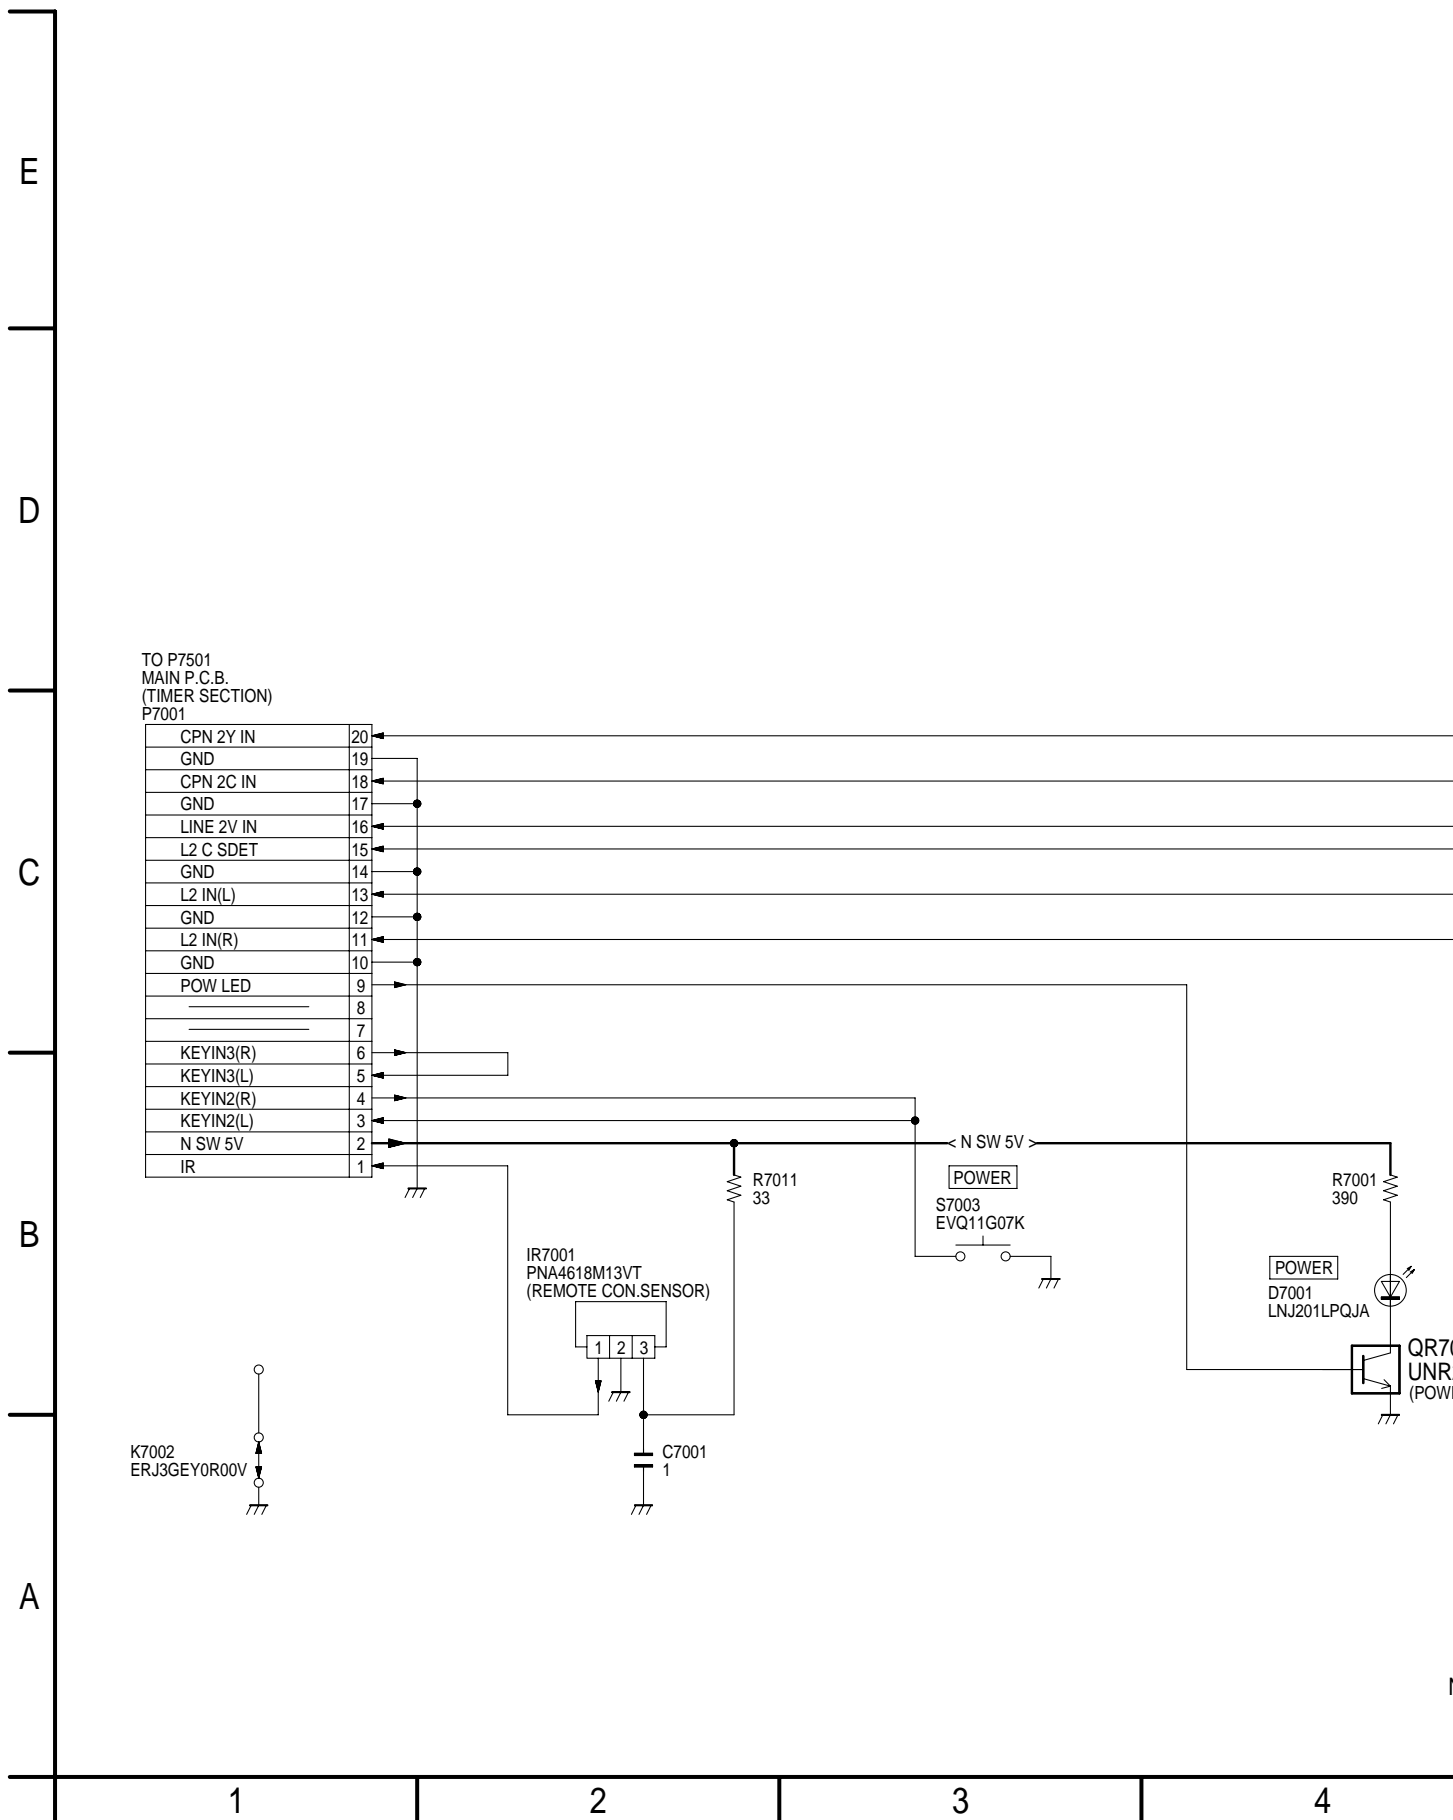 E
D
C
B
A
TO P7501
MAIN P.C.B.
(TIMER SECTION)
P7001
CPN 2Y IN 20
GND 19
CPN 2C IN 18
GND 17
LINE 2V IN 16
L2 C SDET 15
GND 14
L2 IN(L) 13
GND 12
L2 IN(R) 11
GND 10
POW LED 9
8
7
KEYIN3(R) 6
KEYIN3(L) 5
KEYIN2(R) 4
KEYIN2(L) 3
N SW 5V 2
IR 1
< N SW 5V >
R7011
33
POWER
S7003
EVQ11G07K
R7001
390
IR7001
PNA4618M13VT
(REMOTE CON.SENSOR)
1 2 3
POWER
D7001
LNJ201LPQJA
K7002
ERJ3GEY0R00V
C7001
1
1 2 3 4